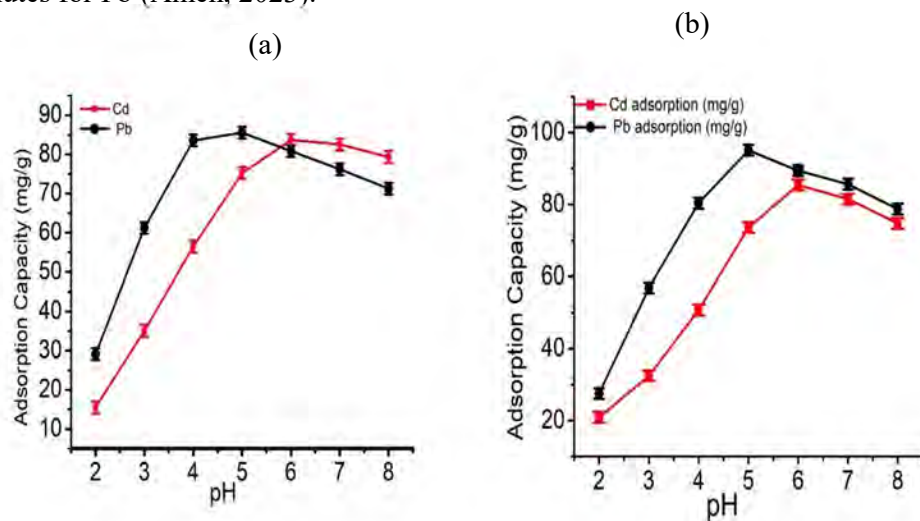 (Amen, 2023).
(a)
(b)
Cd
Pb
90
80
70
60
50
40
30
20
10
2 3 4 5 6 7 8
pH
Adsorption Capacity (mg/g)
Cd adsorption (mg/g)
Pb adsorption (mg/g)
100
80
60
40
20
2 3 4 5 6 7 8
pH
Adsorption Capacity (mg/g)